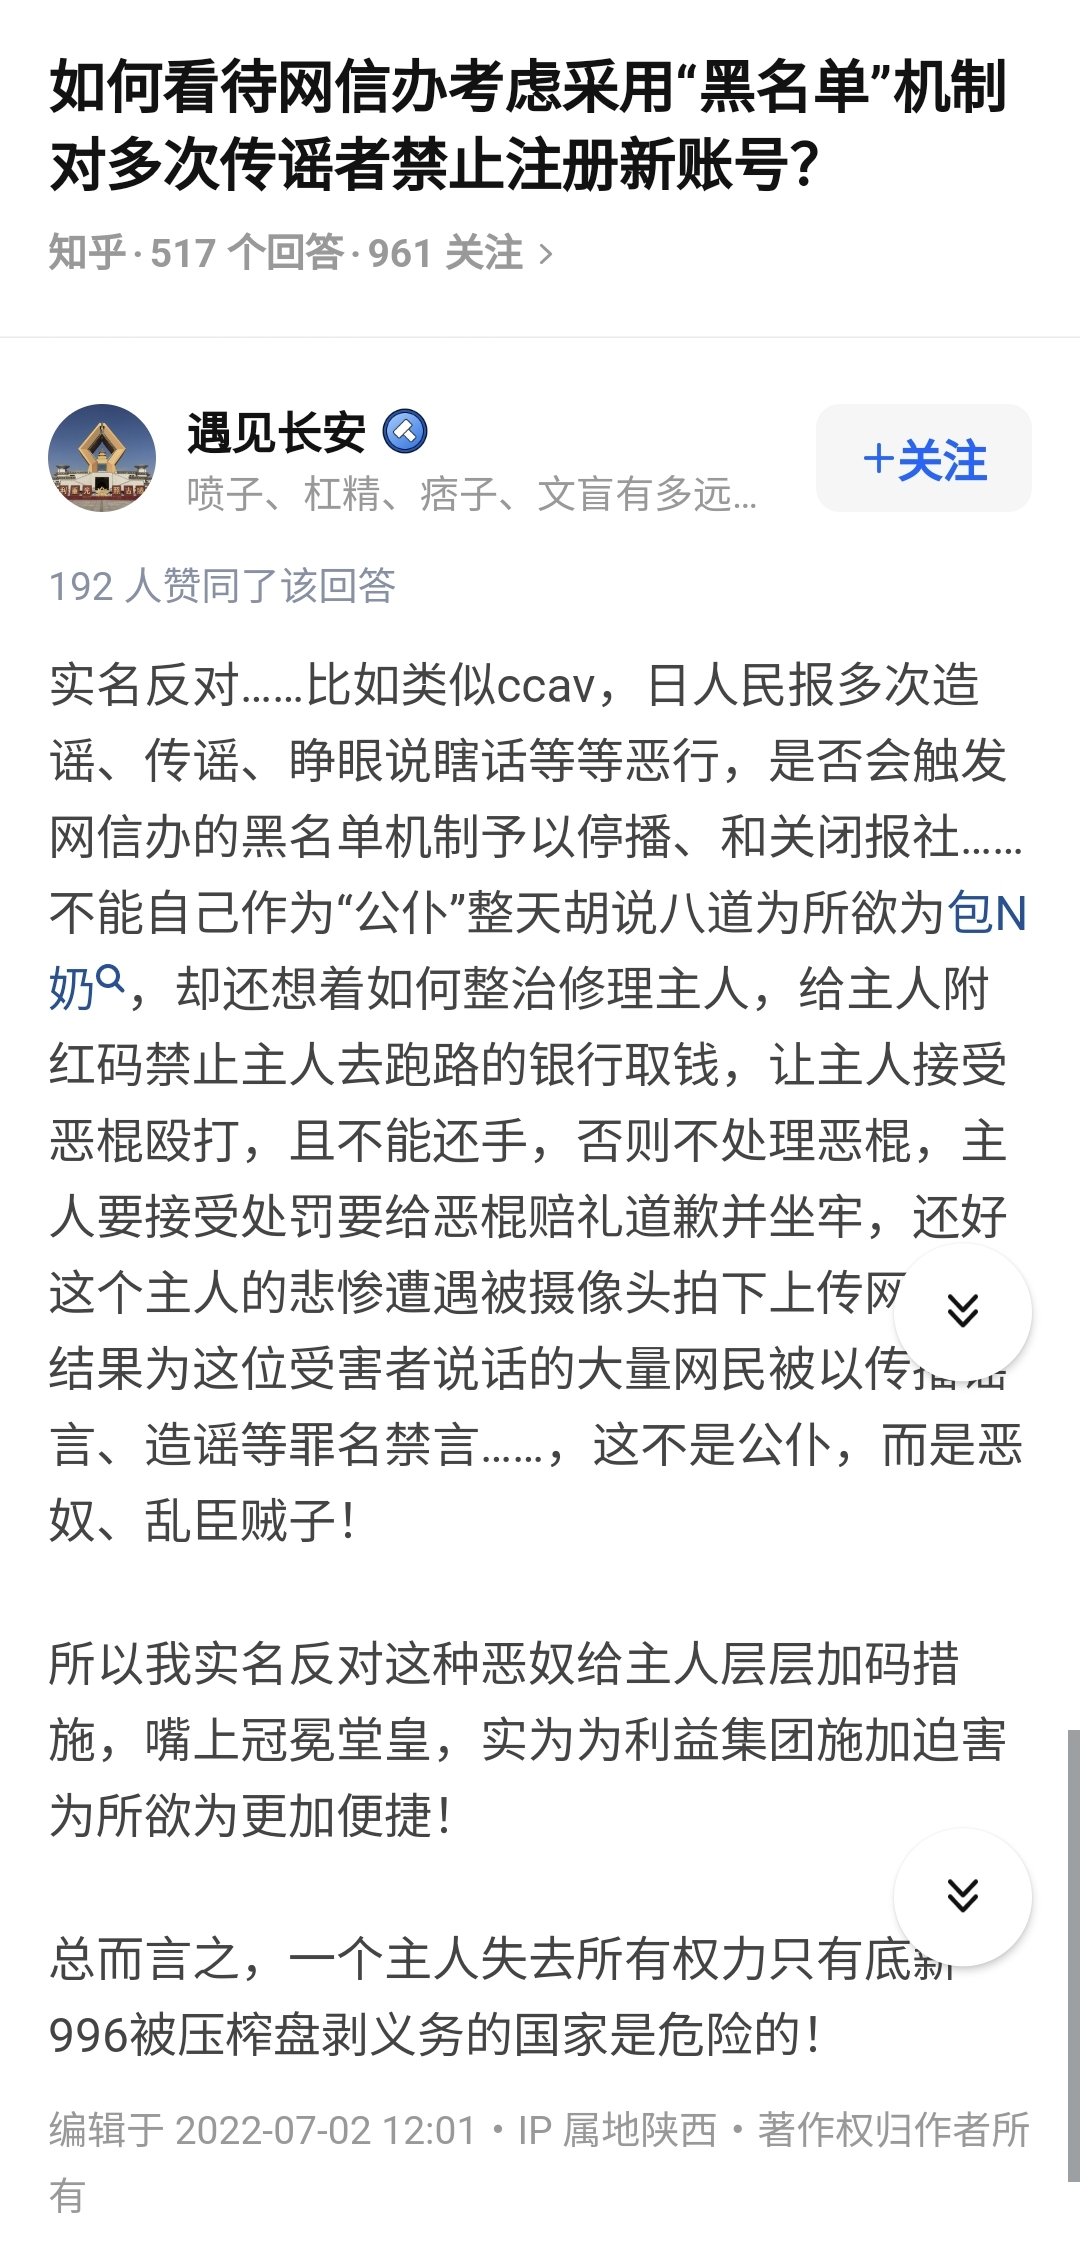 如何看待网信办考虑采用“黑名单”机制
对多次传谣者禁止注册新账号？
知乎·517 个回答·961 关注 >
遇见长安
喷子、杠精、痞子、文盲有多远...
+关注
192 人赞同了该回答
实名反对……比如类似ccav，日人民报多次造
谣、传谣、睁眼说瞎话等等恶行，是否会触发
网信办的黑名单机制予以停播、和关闭报社……
不能自己作为“公仆”整天胡说八道为所欲为包N
奶，却还想着如何整治修理主人，给主人附
红码禁止主人去跑路的银行取钱，让主人接受
恶棍殴打，且不能还手，否则不处理恶棍，主
人要接受处罚要给恶棍赔礼道歉并坐牢，还好
这个主人的悲惨遭遇被摄像头拍下上传网
结果为这位受害者说话的大量网民被以传播谣
言、造谣等罪名禁言……，这不是公仆，而是恶
奴、乱臣贼子！
所以我实名反对这种恶奴给主人层层加码措
施，嘴上冠冕堂皇，实为为利益集团施加迫害
为所欲为更加便捷！
总而言之，一个主人失去所有权力只有底薪
996被压榨盘剥义务的国家是危险的！
编辑于 2022-07-02 12:01 · IP 属地陕西 · 著作权归作者所
有